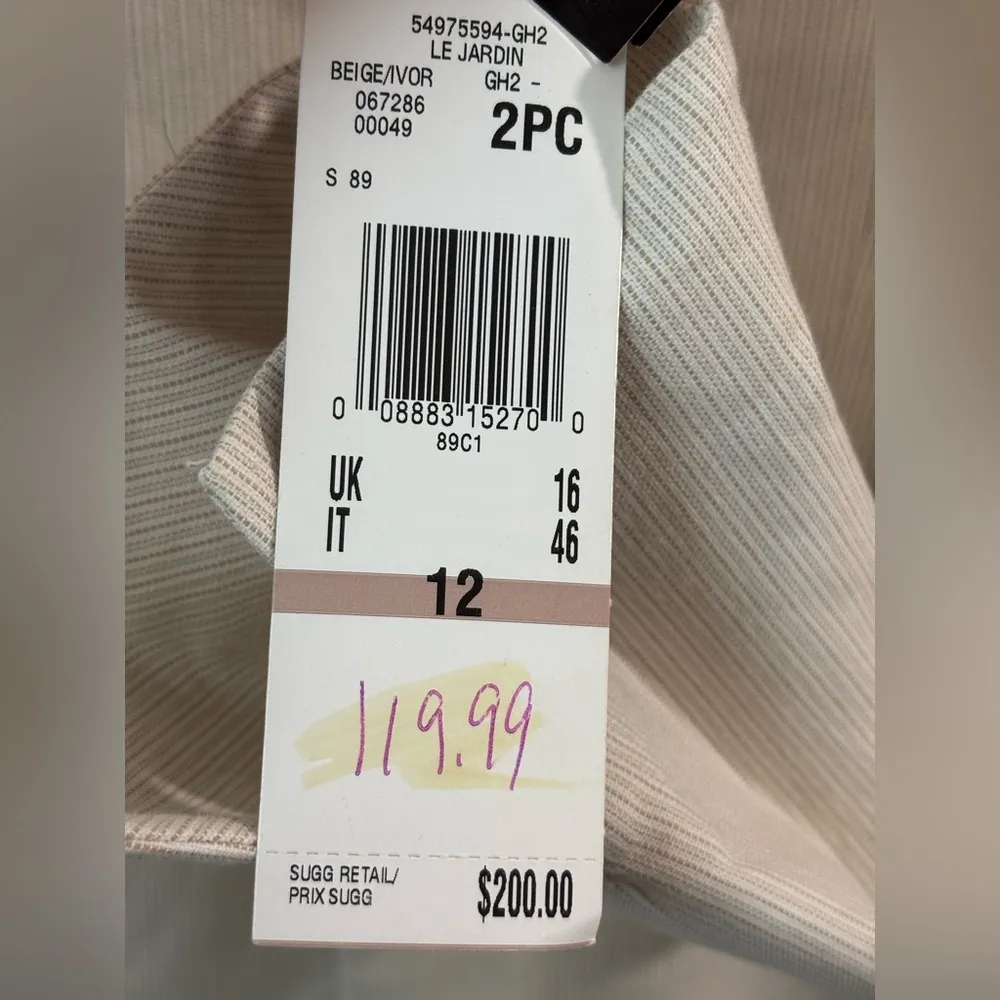 54975594-GH2
LE JARDIN
BEIGE/IVOR GH2 -
067286
00049
2PC
S 89
0 08883 15270 0
89C1
UK 16
IT 46
12
119.99
SUGG RETAIL/
PRIX SUGG
$200.00